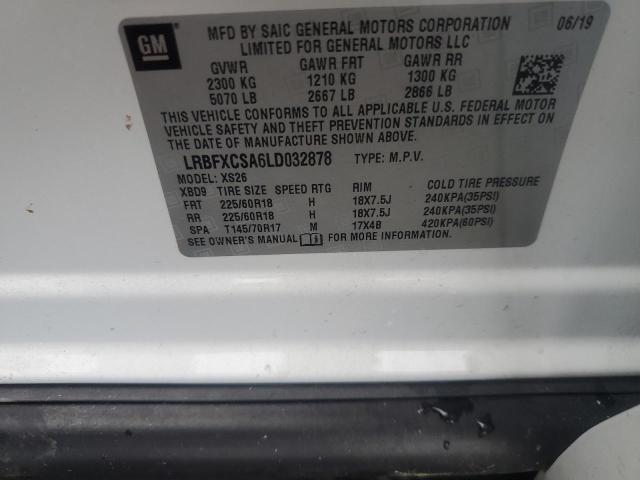 GM
MFD BY SAIC GENERAL MOTORS CORPORATION 06/19
LIMITED FOR GENERAL MOTORS LLC
GVWR GAWR FRT GAWR RR
2300 KG 1210 KG 1300 KG
5070 LB 2667 LB 2866 LB
THIS VEHICLE CONFORMS TO ALL APPLICABLE U.S. FEDERAL MOTOR
VEHICLE SAFETY AND THEFT PREVENTION STANDARDS IN EFFECT ON
THE DATE OF MANUFACTURE SHOWN ABOVE.
LRBFXCSA6LD032878 TYPE: M.P.V.
MODEL: XS26
XBD9 TIRE SIZE SPEED RTG RIM COLD TIRE PRESSURE
FRT 225/60R18 H 18X7.5J 240KPA(35PSI)
RR 225/60R18 H 18X7.5J 240KPA(35PSI)
SPA T145/70R17 M 17X4B 420KPA(60PSI)
SEE OWNER'S MANUAL FOR MORE INFORMATION.